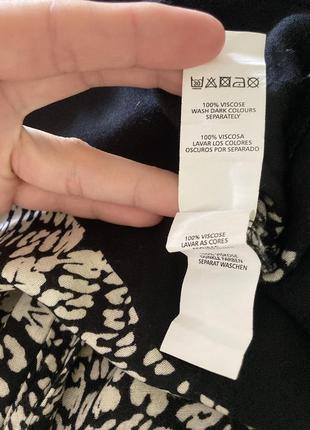 100% VISCOSE
WASH DARK COLOURS
SEPARATELY
100% VISCOSA
LAVAR LOS COLORES
OSCUROS POR SEPARADO
100% VISCOSE
LAVAR AS CORES
SEPARAT WASCHEN